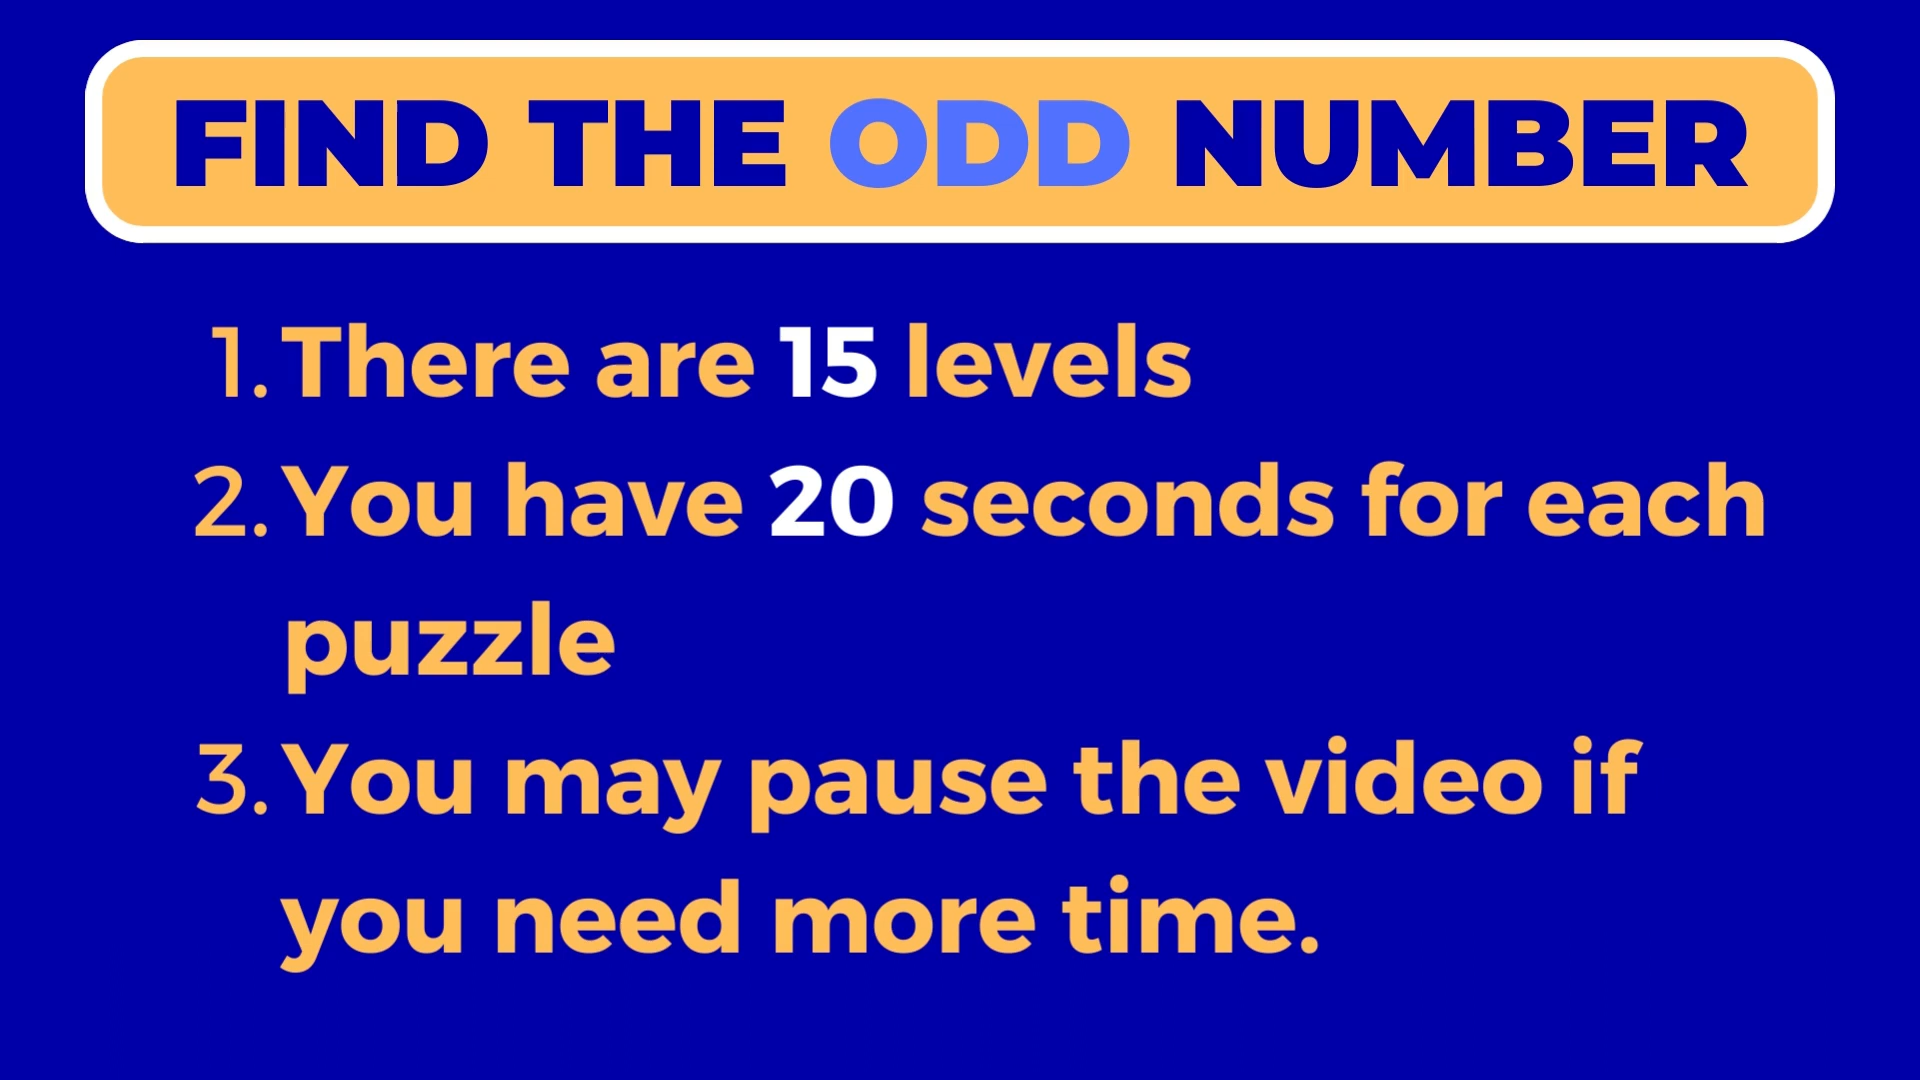 FIND THE ODD NUMBER
1. There are 15 levels
2. You have 20 seconds for each
puzzle
3. You may pause the video if
you need more time.